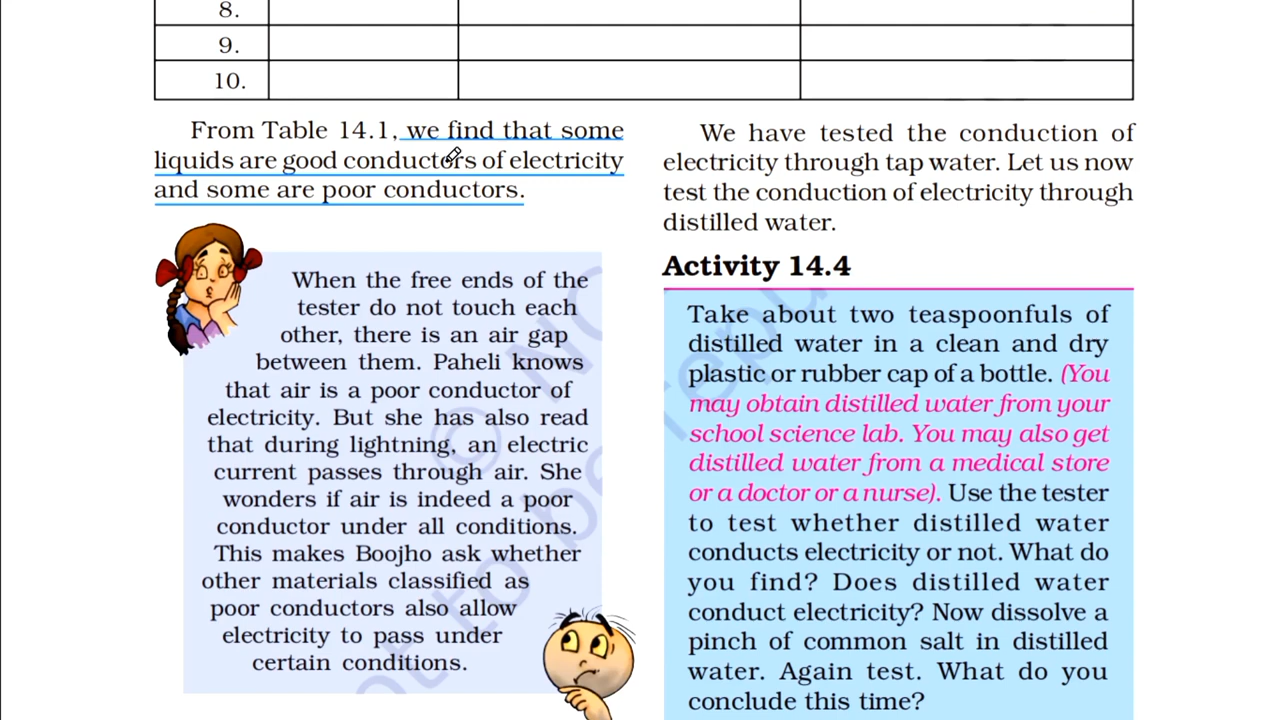 8.
9.
10.
From Table 14.1, we find that some
liquids are good conductors of electricity
and some are poor conductors.
When the free ends of the
tester do not touch each
other, there is an air gap
between them. Paheli knows
that air is a poor conductor of
electricity. But she has also read
that during lightning, an electric
current passes through air. She
wonders if air is indeed a poor
conductor under all conditions.
This makes Boojho ask whether
other materials classified as
poor conductors also allow
electricity to pass under
certain conditions.
We have tested the conduction of
electricity through tap water. Let us now
test the conduction of electricity through
distilled water.
Activity 14.4
Take about two teaspoonfuls of
distilled water in a clean and dry
plastic or rubber cap of a bottle. (You
may obtain distilled water from your
school science lab. You may also get
distilled water from a medical store
or a doctor or a nurse). Use the tester
to test whether distilled water
conducts electricity or not. What do
you find? Does distilled water
conduct electricity? Now dissolve a
pinch of common salt in distilled
water. Again test. What do you
conclude this time?